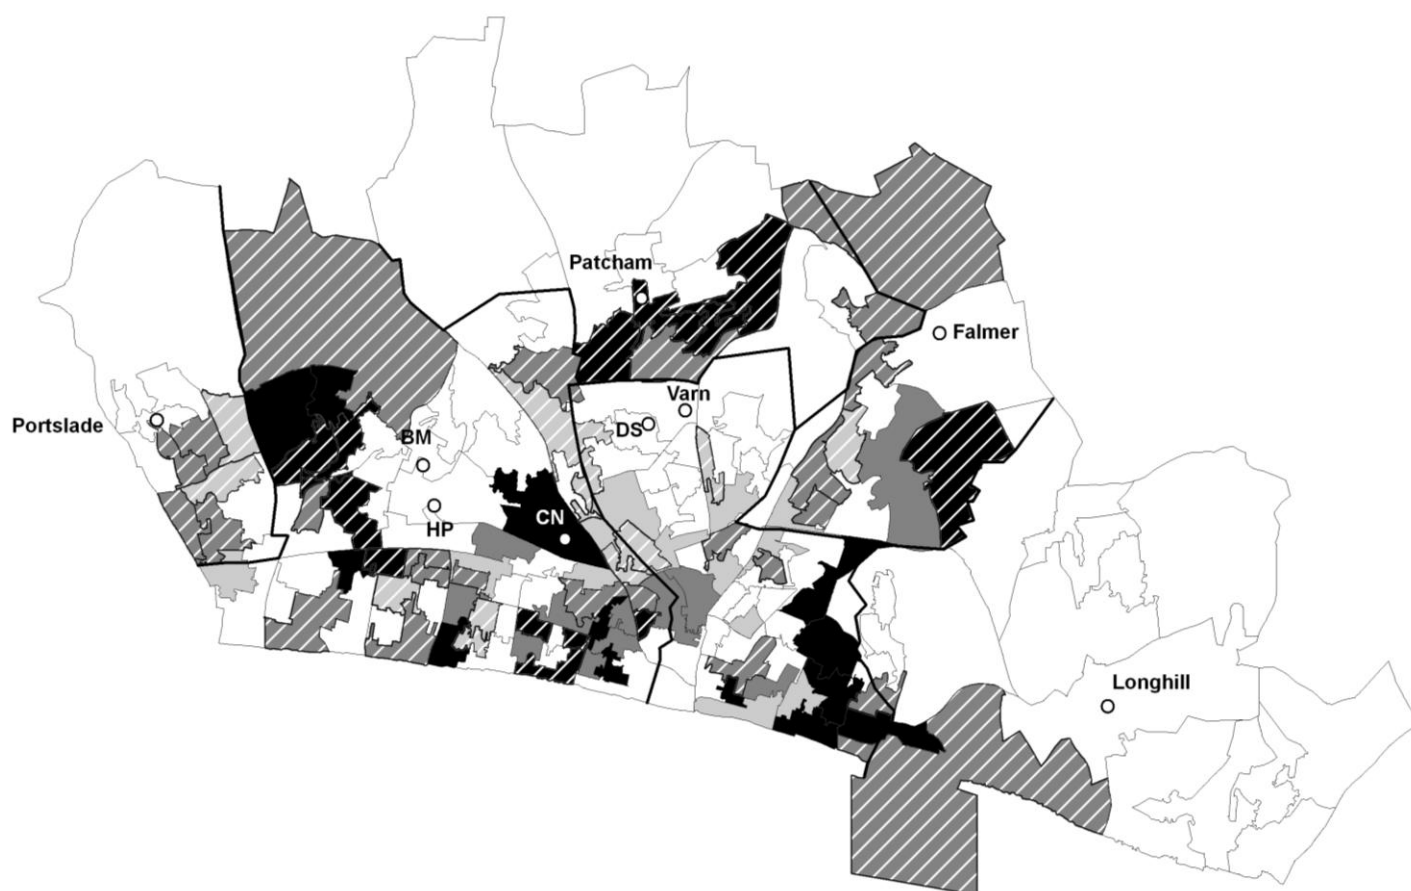 Patcham
Falmer
Varn
Portslade
DS
BM
CN
HP
Longhill